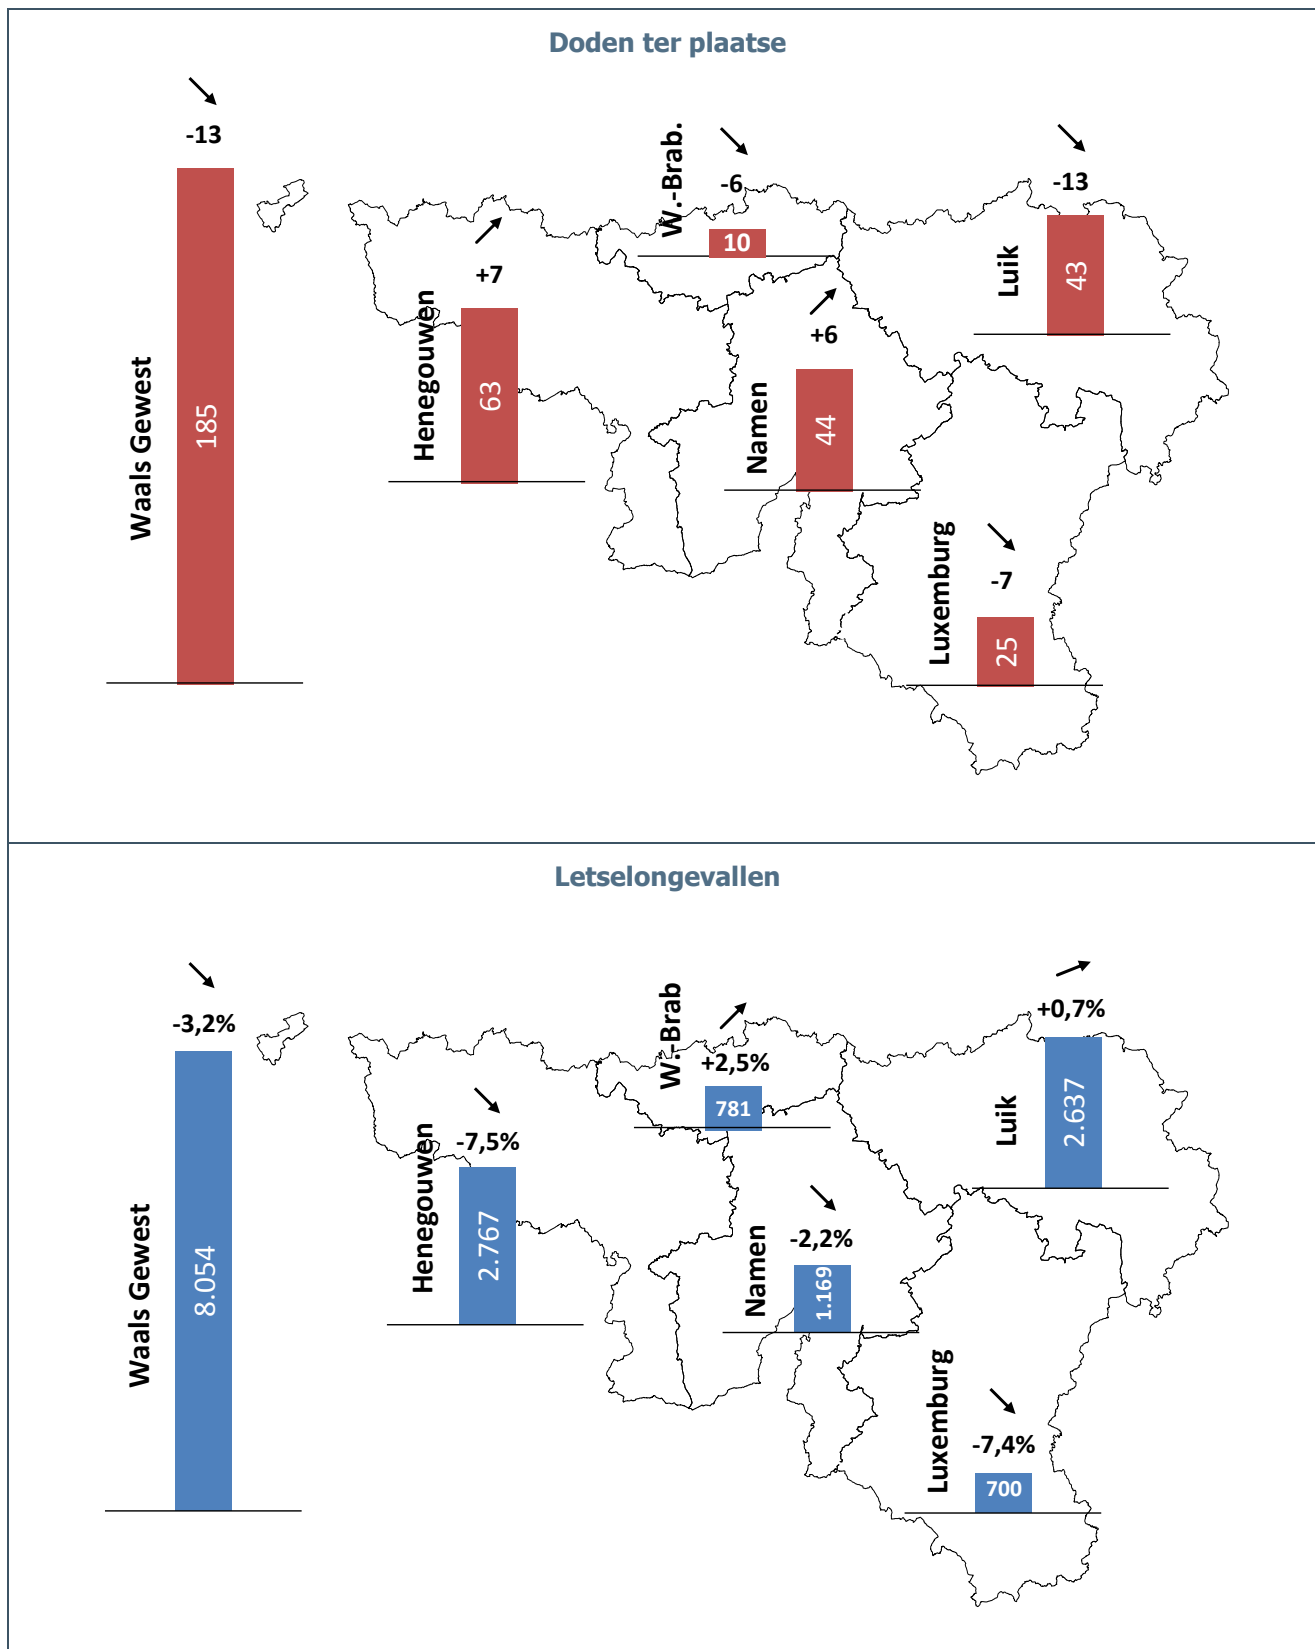 Doden ter plaatse
-13
185
Waals Gewest
+7
63
Henegouwen
-6
10
W.-Brab.
+6
44
Namen
-13
43
Luik
-7
25
Luxemburg
Letselongevallen
-3,2%
8.054
Waals Gewest
-7,5%
2.767
Henegouwen
+2,5%
781
W.-Brab
-2,2%
1.169
Namen
+0,7%
2.637
Luik
-7,4%
700
Luxemburg